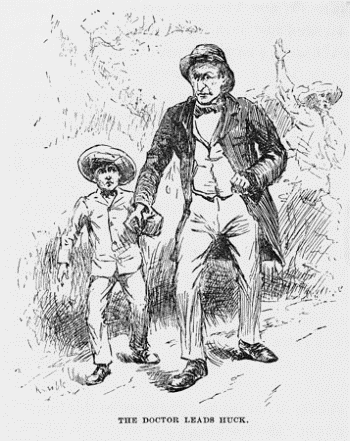 THE DOCTOR LEADS HUCK.